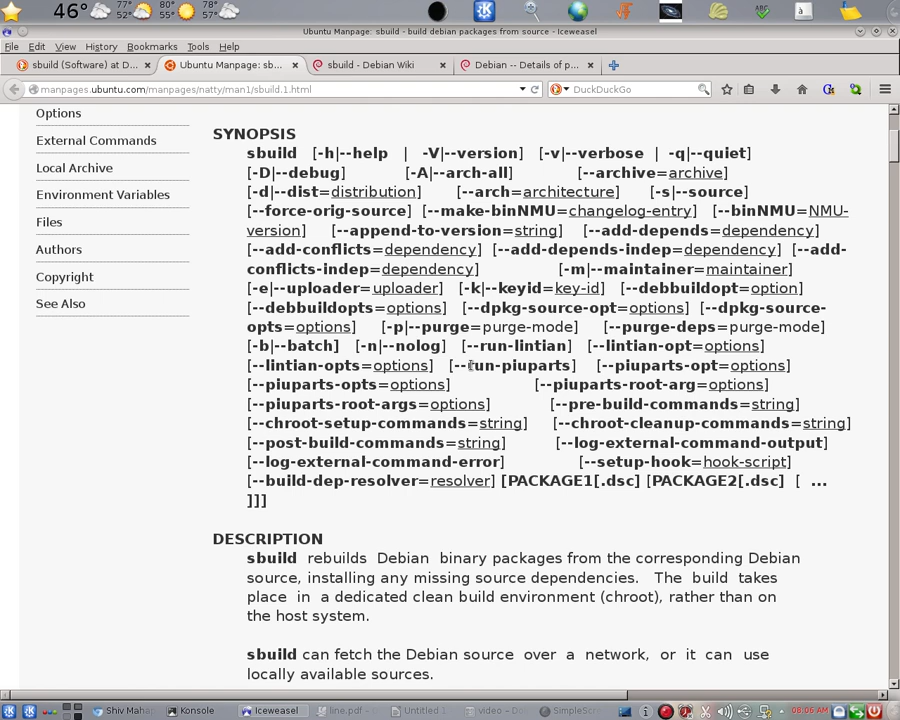 46° 77° 52° 80° 55° 78° 57°
Ubuntu Manpage: sbuild - build debian packages from source - Iceweasel
File Edit View History Bookmarks Tools Help
sbuild (Software) at D... Ubuntu Manpage: sb... sbuild - Debian Wiki Debian -- Details of p...
manpages.ubuntu.com/manpages/natty/man1/sbuild.1.html DuckDuckGo
Options
External Commands
Local Archive
Environment Variables
Files
Authors
Copyright
See Also
SYNOPSIS
sbuild [-h|--help | -V|--version] [-v|--verbose | -q|--quiet]
[-D|--debug] [-A|--arch-all] [--archive=archive]
[-d|--dist=distribution] [--arch=architecture] [-s|--source]
[--force-orig-source] [--make-binNMU=changelog-entry] [--binNMU=NMU-
version] [--append-to-version=string] [--add-depends=dependency]
[--add-conflicts=dependency] [--add-depends-indep=dependency] [--add-
conflicts-indep=dependency] [-m|--maintainer=maintainer]
[-e|--uploader=uploader] [-k|--keyid=key-id] [--debbuildopt=option]
[--debbuildopts=options] [--dpkg-source-opt=options] [--dpkg-source-
opts=options] [-p|--purge=purge-mode] [--purge-deps=purge-mode]
[-b|--batch] [-n|--nolog] [--run-lintian] [--lintian-opt=options]
[--lintian-opts=options] [--run-piuparts] [--piuparts-opt=options]
[--piuparts-opts=options] [--piuparts-root-arg=options]
[--piuparts-root-args=options] [--pre-build-commands=string]
[--chroot-setup-commands=string] [--chroot-cleanup-commands=string]
[--post-build-commands=string] [--log-external-command-output]
[--log-external-command-error] [--setup-hook=hook-script]
[--build-dep-resolver=resolver] [PACKAGE1[.dsc] [PACKAGE2[.dsc] [ ...
]]]
DESCRIPTION
sbuild rebuilds Debian binary packages from the corresponding Debian
source, installing any missing source dependencies. The build takes
place in a dedicated clean build environment (chroot), rather than on
the host system.
sbuild can fetch the Debian source over a network, or it can use
locally available sources.
Shiv Mahap Konsole Iceweasel line.pdf - Untitled 1 video - Do SimpleScre 08:06 AM